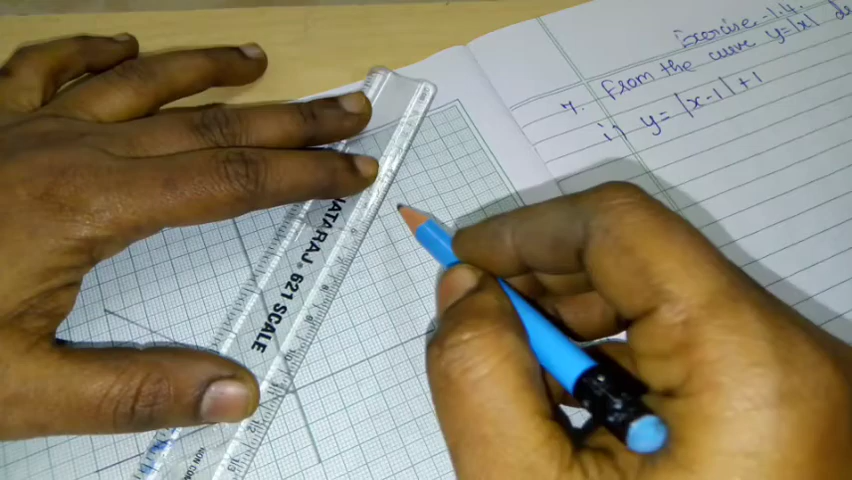 Exercise - 1.4.
7. From the curve y=|x|
i) y = |x-1| + 1
NATARAJ® 621 SCALE